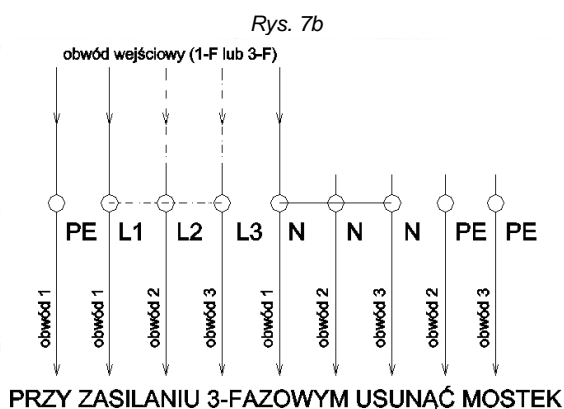 Rys. 7b
obwód wejściowy (1-F lub 3-F)
PE L1 L2 L3 N N N PE PE
obwód 1 obwód 1 obwód 2 obwód 3 obwód 1 obwód 2 obwód 3 obwód 2 obwód 3
PRZY ZASILANIU 3-FAZOWYM USUNĄĆ MOSTEK